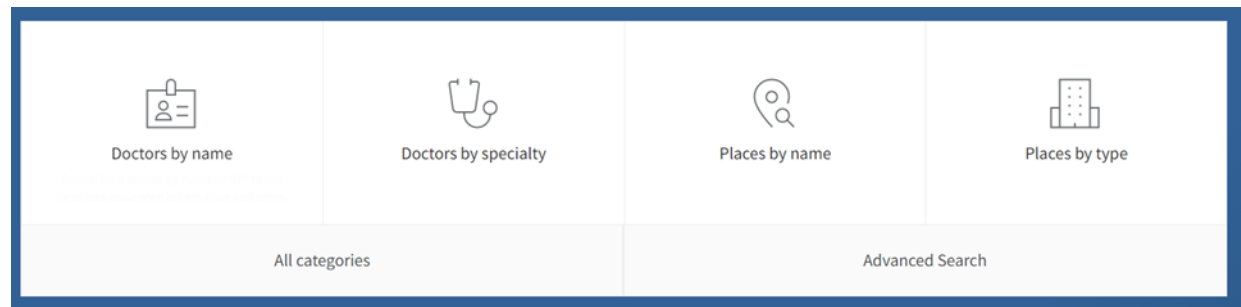 Doctors by name
Doctors by specialty
Places by name
Places by type
All categories
Advanced Search